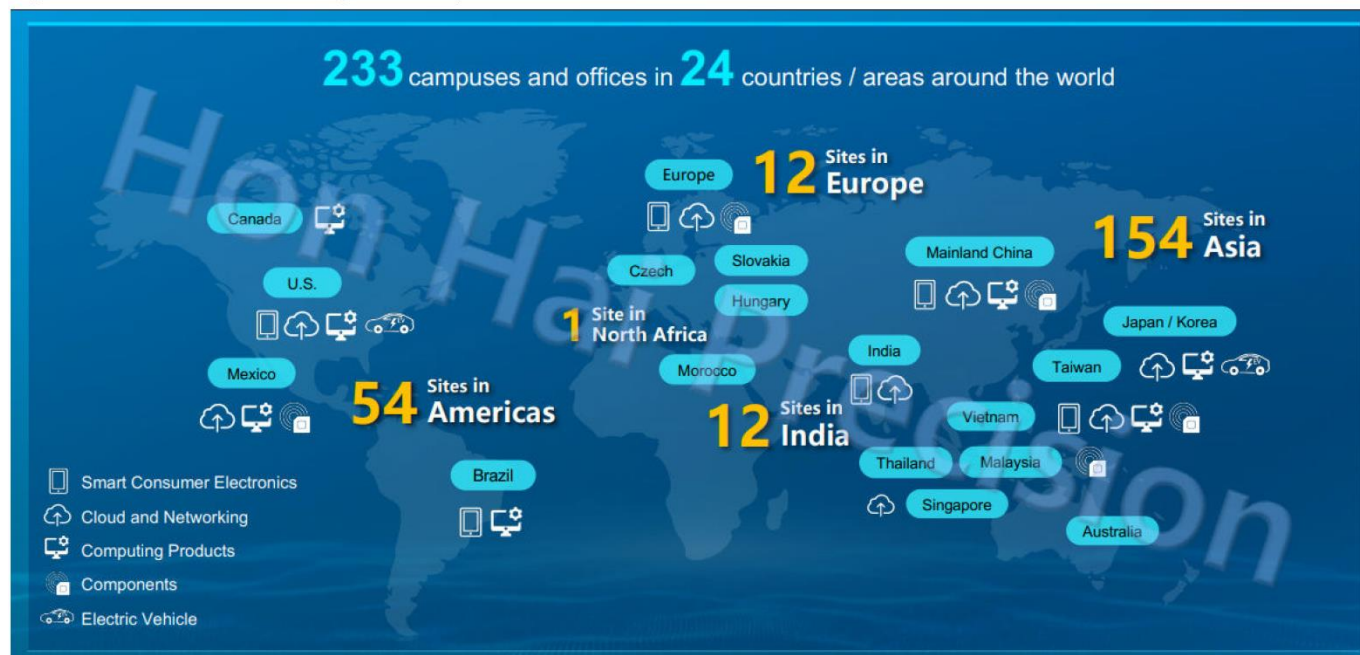 233 campuses and offices in 24 countries / areas around the world
Hon Hai Precision
Europe
12 Sites in Europe
Canada
154 Sites in Asia
Mainland China
Slovakia
Czech
U.S.
Hungary
1 Site in North Africa
Japan / Korea
India
Taiwan
Mexico
Morocco
54 Sites in Americas
12 Sites in India
Vietnam
Thailand
Malaysia
Brazil
Smart Consumer Electronics
Singapore
Cloud and Networking
Australia
Computing Products
Components
Electric Vehicle